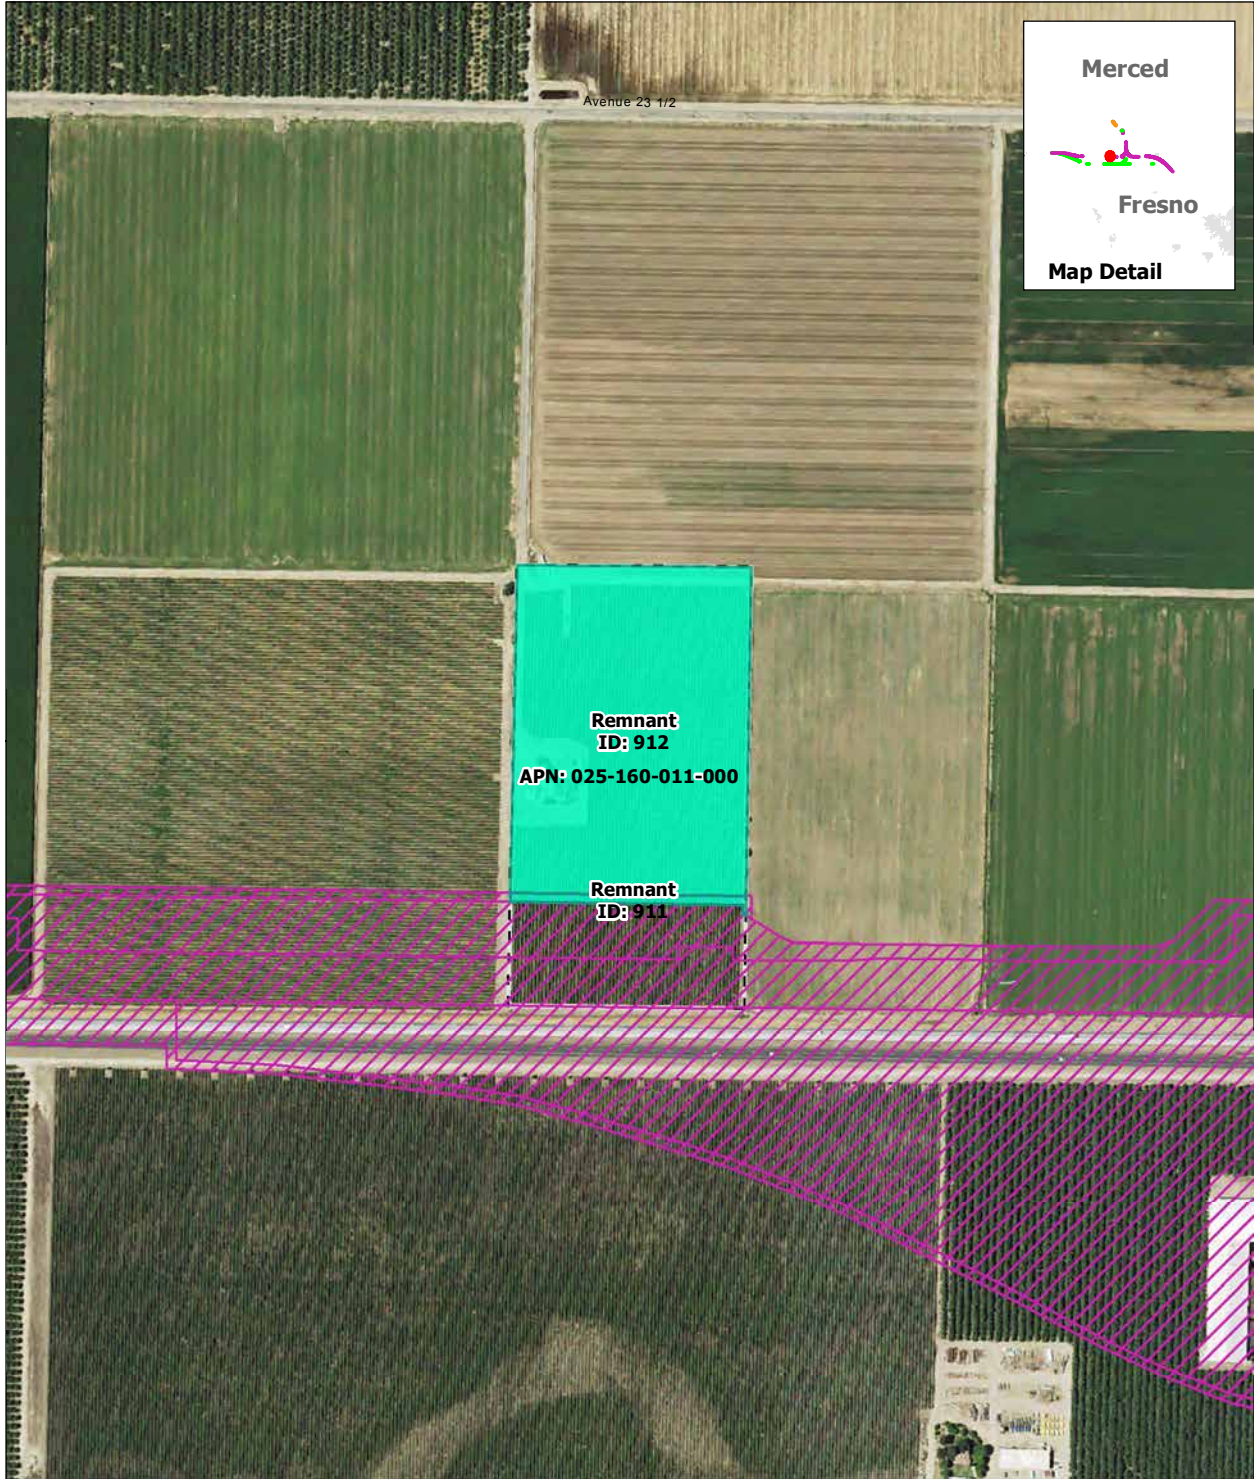 Merced
Avenue 23 1/2
Fresno
Map Detail
Remnant
ID: 912
APN: 025-160-011-000
Remnant
ID: 911